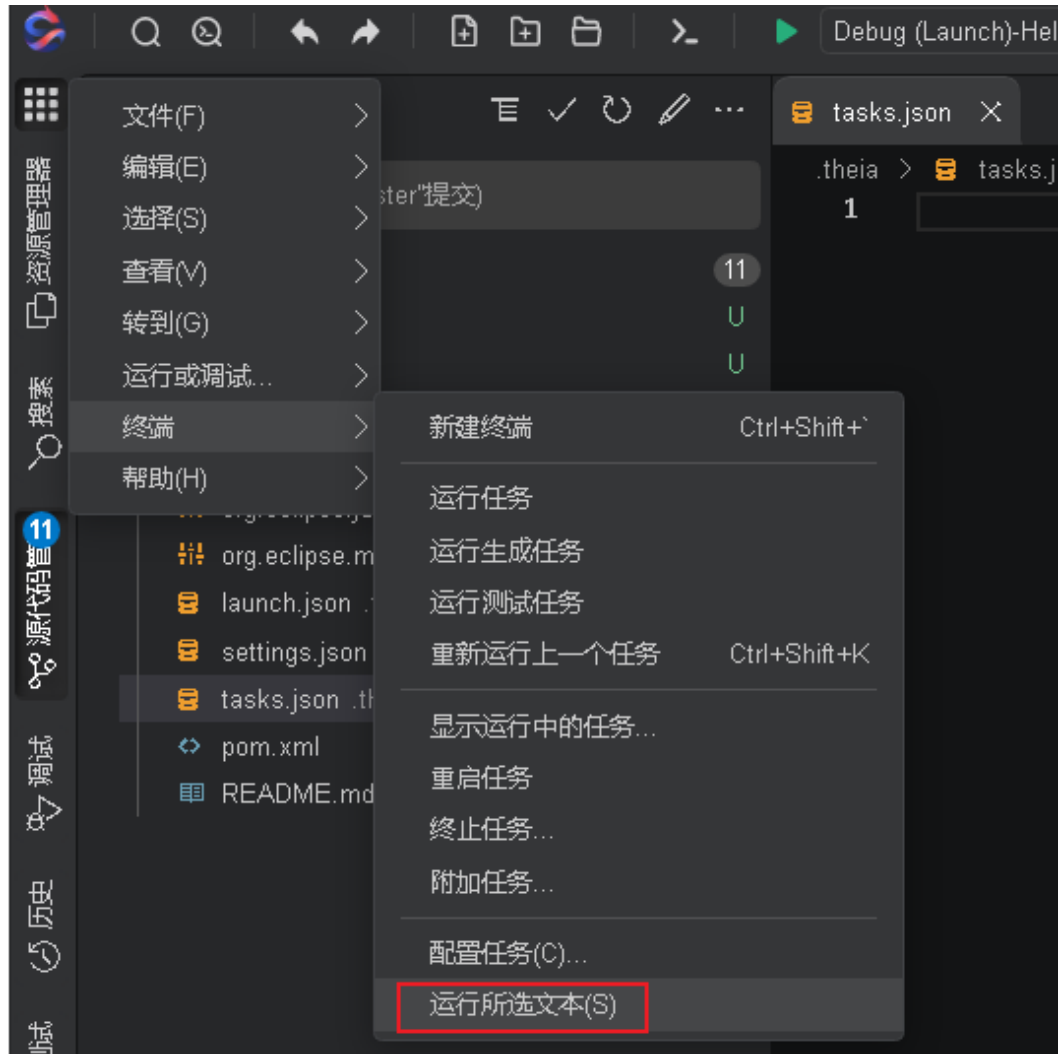 Debug (Launch)-Hel
文件(F)
编辑(E)
选择(S)
查看(V)
转到(G)
运行或调试...
终端
帮助(H)
tasks.json
.theia > tasks.j
1
ster"提交)
11
U
U
资源管理器
搜索
11
源代码管
调试
历史
新建终端 Ctrl+Shift+`
运行任务
运行生成任务
运行测试任务
重新运行上一个任务 Ctrl+Shift+K
显示运行中的任务...
重启任务
终止任务...
附加任务...
配置任务(C)...
运行所选文本(S)
org.eclipse.m
launch.json
settings.json
tasks.json .th
pom.xml
README.md